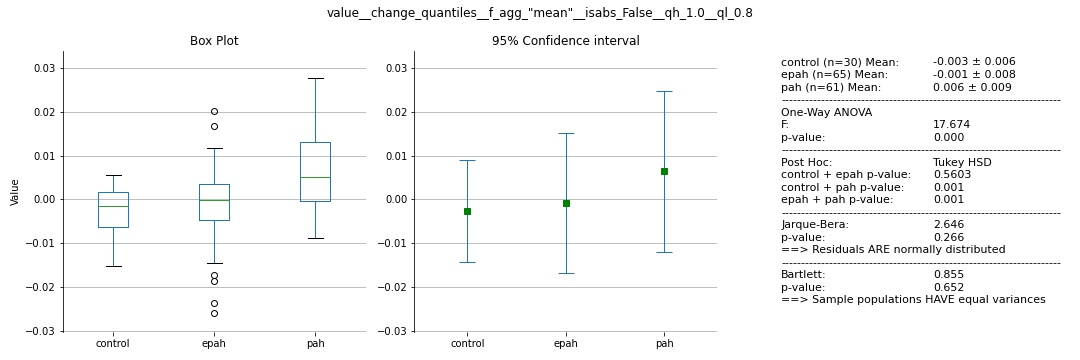 value__change_quantiles__f_agg_"mean"__isabs_False__qh_1.0__ql_0.8
Box Plot
Value
0.03
0.02
0.01
0.00
−0.01
−0.02
−0.03
control epah pah
95% Confidence interval
0.03
0.02
0.01
0.00
−0.01
−0.02
−0.03
control epah pah
control (n=30) Mean: -0.003 ± 0.006
epah (n=65) Mean: -0.001 ± 0.008
pah (n=61) Mean: 0.006 ± 0.009
One-Way ANOVA
F: 17.674
p-value: 0.000
Post Hoc: Tukey HSD
control + epah p-value: 0.5603
control + pah p-value: 0.001
epah + pah p-value: 0.001
Jarque-Bera: 2.646
p-value: 0.266
==> Residuals ARE normally distributed
Bartlett: 0.855
p-value: 0.652
==> Sample populations HAVE equal variances